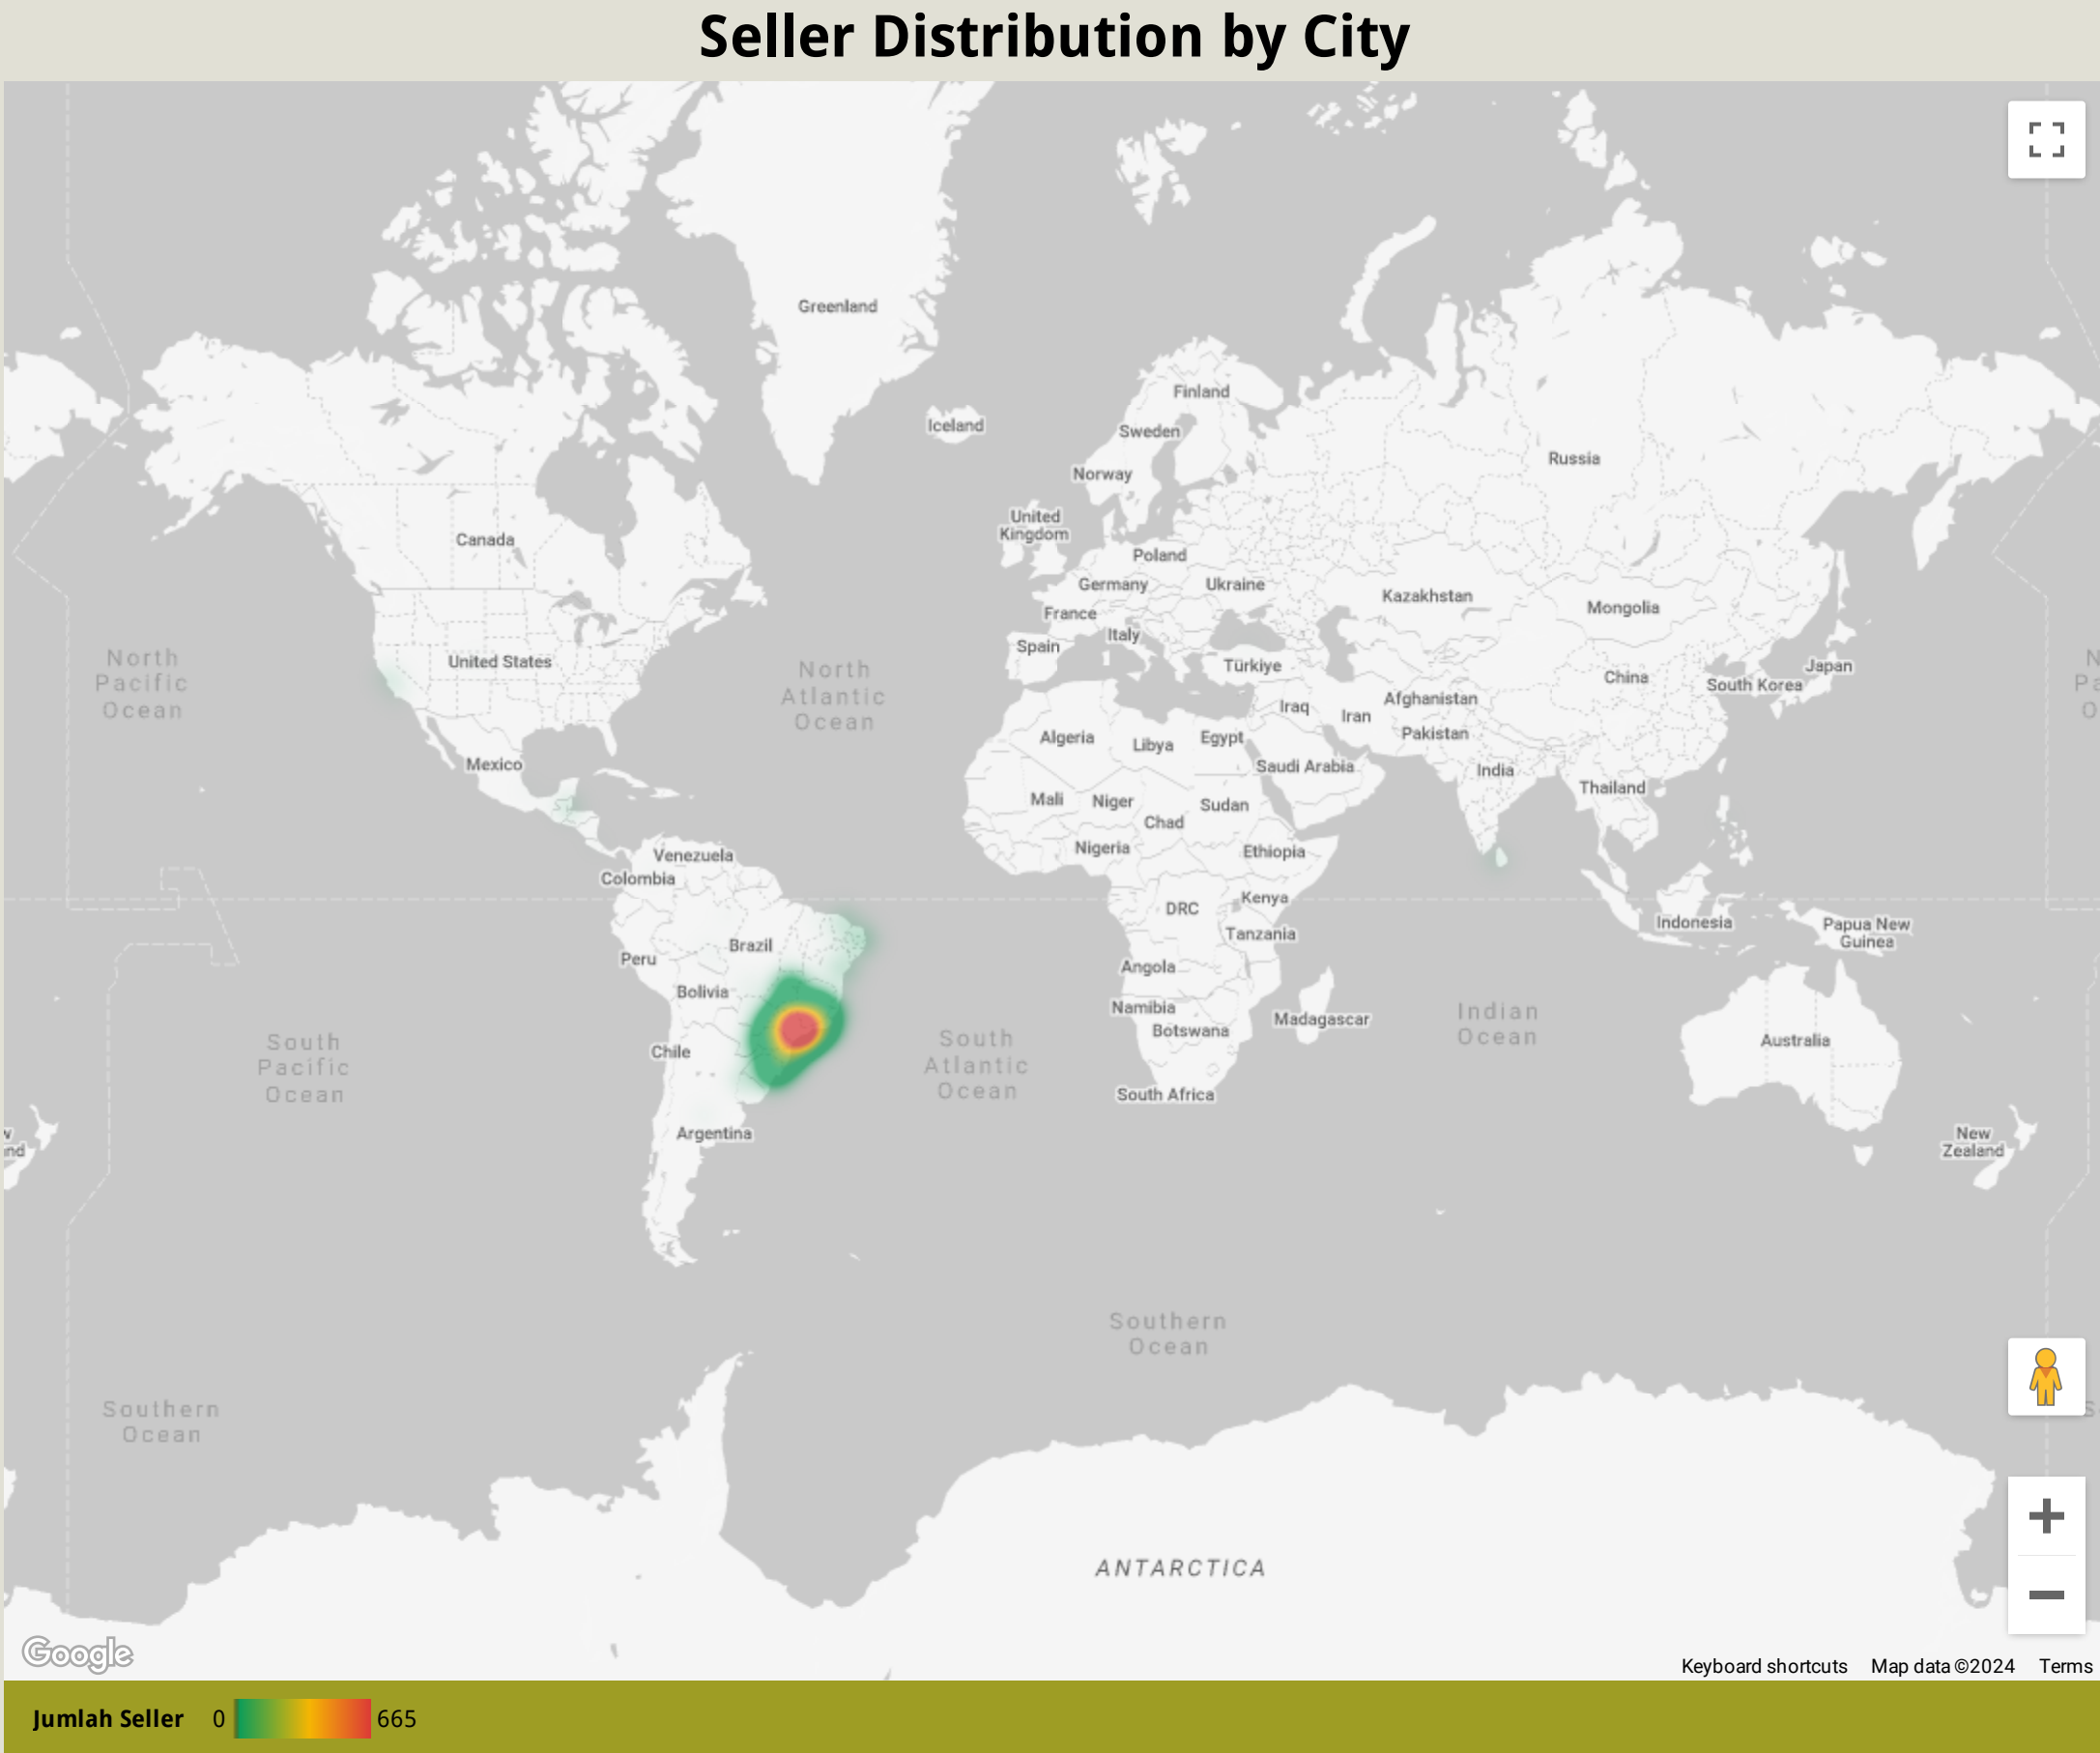 Seller Distribution by City
Greenland
Finland
Iceland
Sweden
Russia
Norway
United
Kingdom
Canada
Poland
Germany
Ukraine
Kazakhstan
Mongolia
France
Italy
Spain
North
Pacific
Ocean
United States
North
Atlantic
Ocean
Türkiye
China
South Korea
Japan
Afghanistan
Iraq
Iran
Pakistan
Algeria
Libya
Egypt
Saudi Arabia
India
Mexico
Thailand
Mali
Niger
Sudan
Chad
Nigeria
Ethiopia
Venezuela
Colombia
Kenya
DRC
Indonesia
Papua New
Guinea
Tanzania
Brazil
Peru
Angola
Bolivia
Namibia
Madagascar
Botswana
Indian
Ocean
Australia
Chile
South
Pacific
Ocean
South
Atlantic
Ocean
South Africa
Argentina
New
Zealand
Southern
Ocean
Southern
Ocean
ANTARCTICA
Google
Keyboard shortcuts Map data ©2024 Terms
Jumlah Seller 0 665